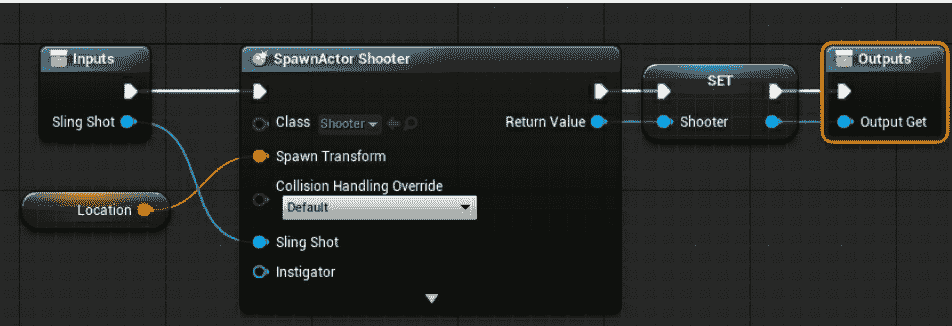 Inputs
Sling Shot
Location
SpawnActor Shooter
Class Shooter
Return Value
Spawn Transform
Collision Handling Override
Default
Sling Shot
Instigator
SET
Shooter
Outputs
Output Get